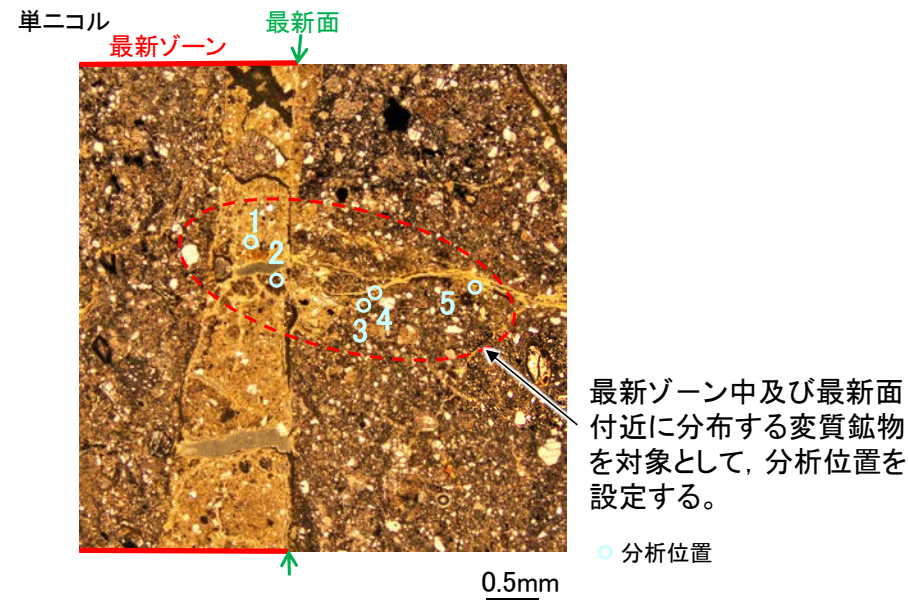 単ニコル
最新面
最新ゾーン
1
2
3
4
5
最新ゾーン中及び最新面
付近に分布する変質鉱物
を対象として，分析位置を
設定する。
分析位置
0.5mm